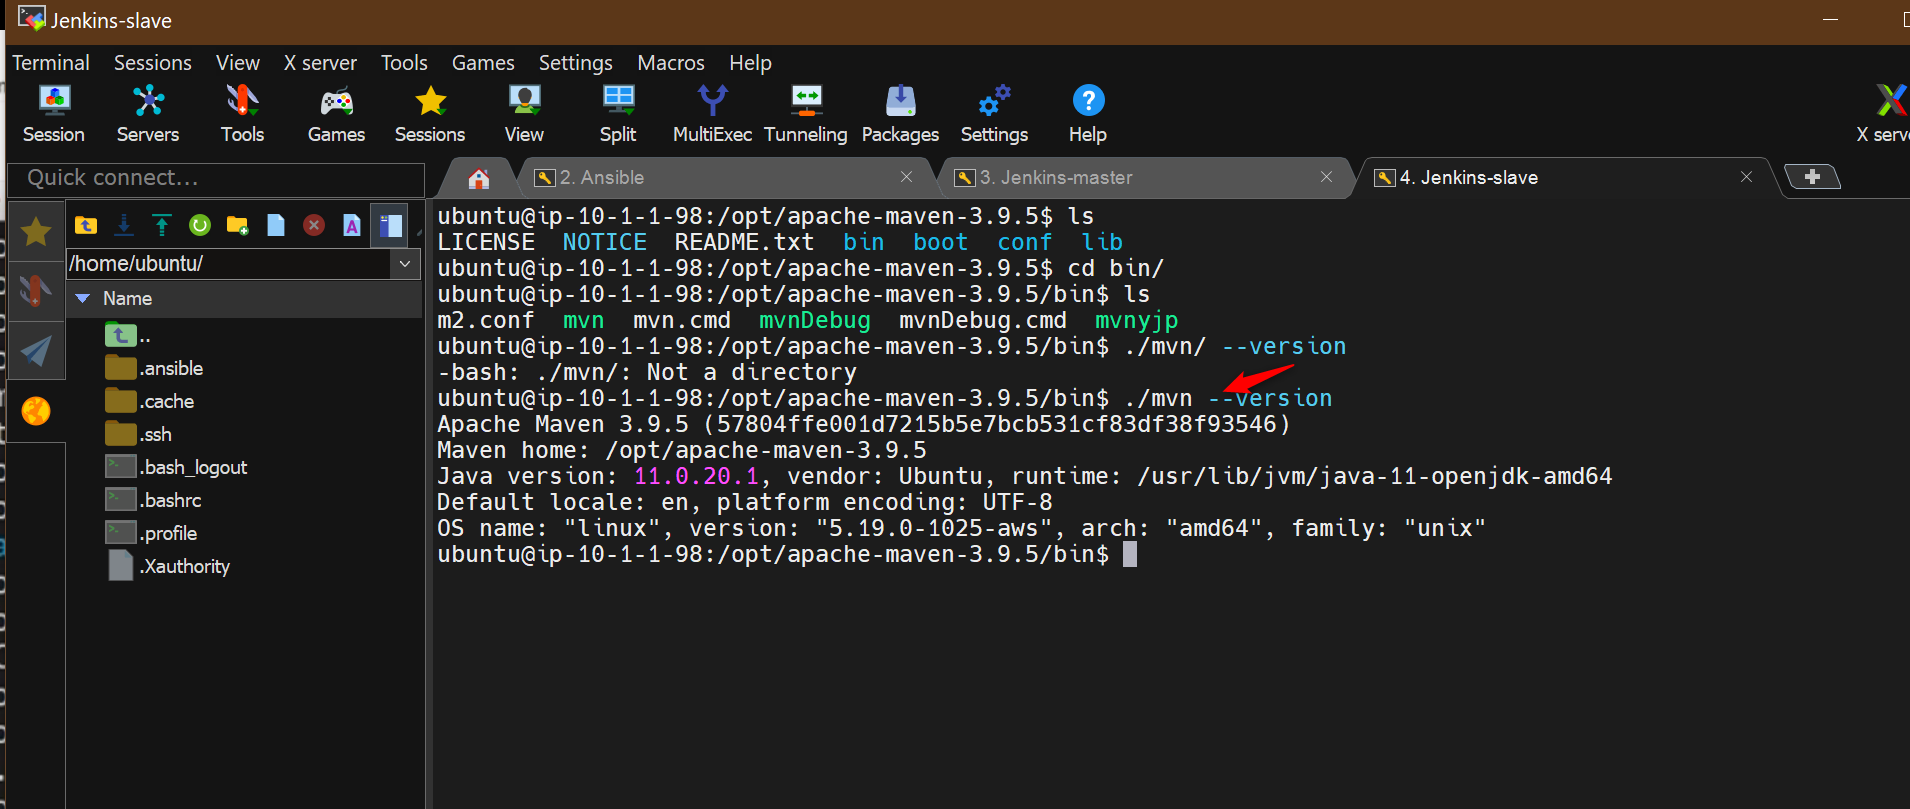 Jenkins-slave
Terminal Sessions View X server Tools Games Settings Macros Help
Session Servers Tools Games Sessions View Split MultiExec Tunneling Packages Settings Help X serve
Quick connect...
2. Ansible
3. Jenkins-master
4. Jenkins-slave
/home/ubuntu/
Name
..
.ansible
.cache
.ssh
.bash_logout
.bashrc
.profile
.Xauthority
ubuntu@ip-10-1-1-98:/opt/apache-maven-3.9.5$ ls
LICENSE NOTICE README.txt bin boot conf lib
ubuntu@ip-10-1-1-98:/opt/apache-maven-3.9.5$ cd bin/
ubuntu@ip-10-1-1-98:/opt/apache-maven-3.9.5/bin$ ls
m2.conf mvn mvn.cmd mvnDebug mvnDebug.cmd mvnyjp
ubuntu@ip-10-1-1-98:/opt/apache-maven-3.9.5/bin$ ./mvn/ --version
-bash: ./mvn/: Not a directory
ubuntu@ip-10-1-1-98:/opt/apache-maven-3.9.5/bin$ ./mvn --version
Apache Maven 3.9.5 (57804ffe001d7215b5e7bcb531cf83df38f93546)
Maven home: /opt/apache-maven-3.9.5
Java version: 11.0.20.1, vendor: Ubuntu, runtime: /usr/lib/jvm/java-11-openjdk-amd64
Default locale: en, platform encoding: UTF-8
OS name: "linux", version: "5.19.0-1025-aws", arch: "amd64", family: "unix"
ubuntu@ip-10-1-1-98:/opt/apache-maven-3.9.5/bin$